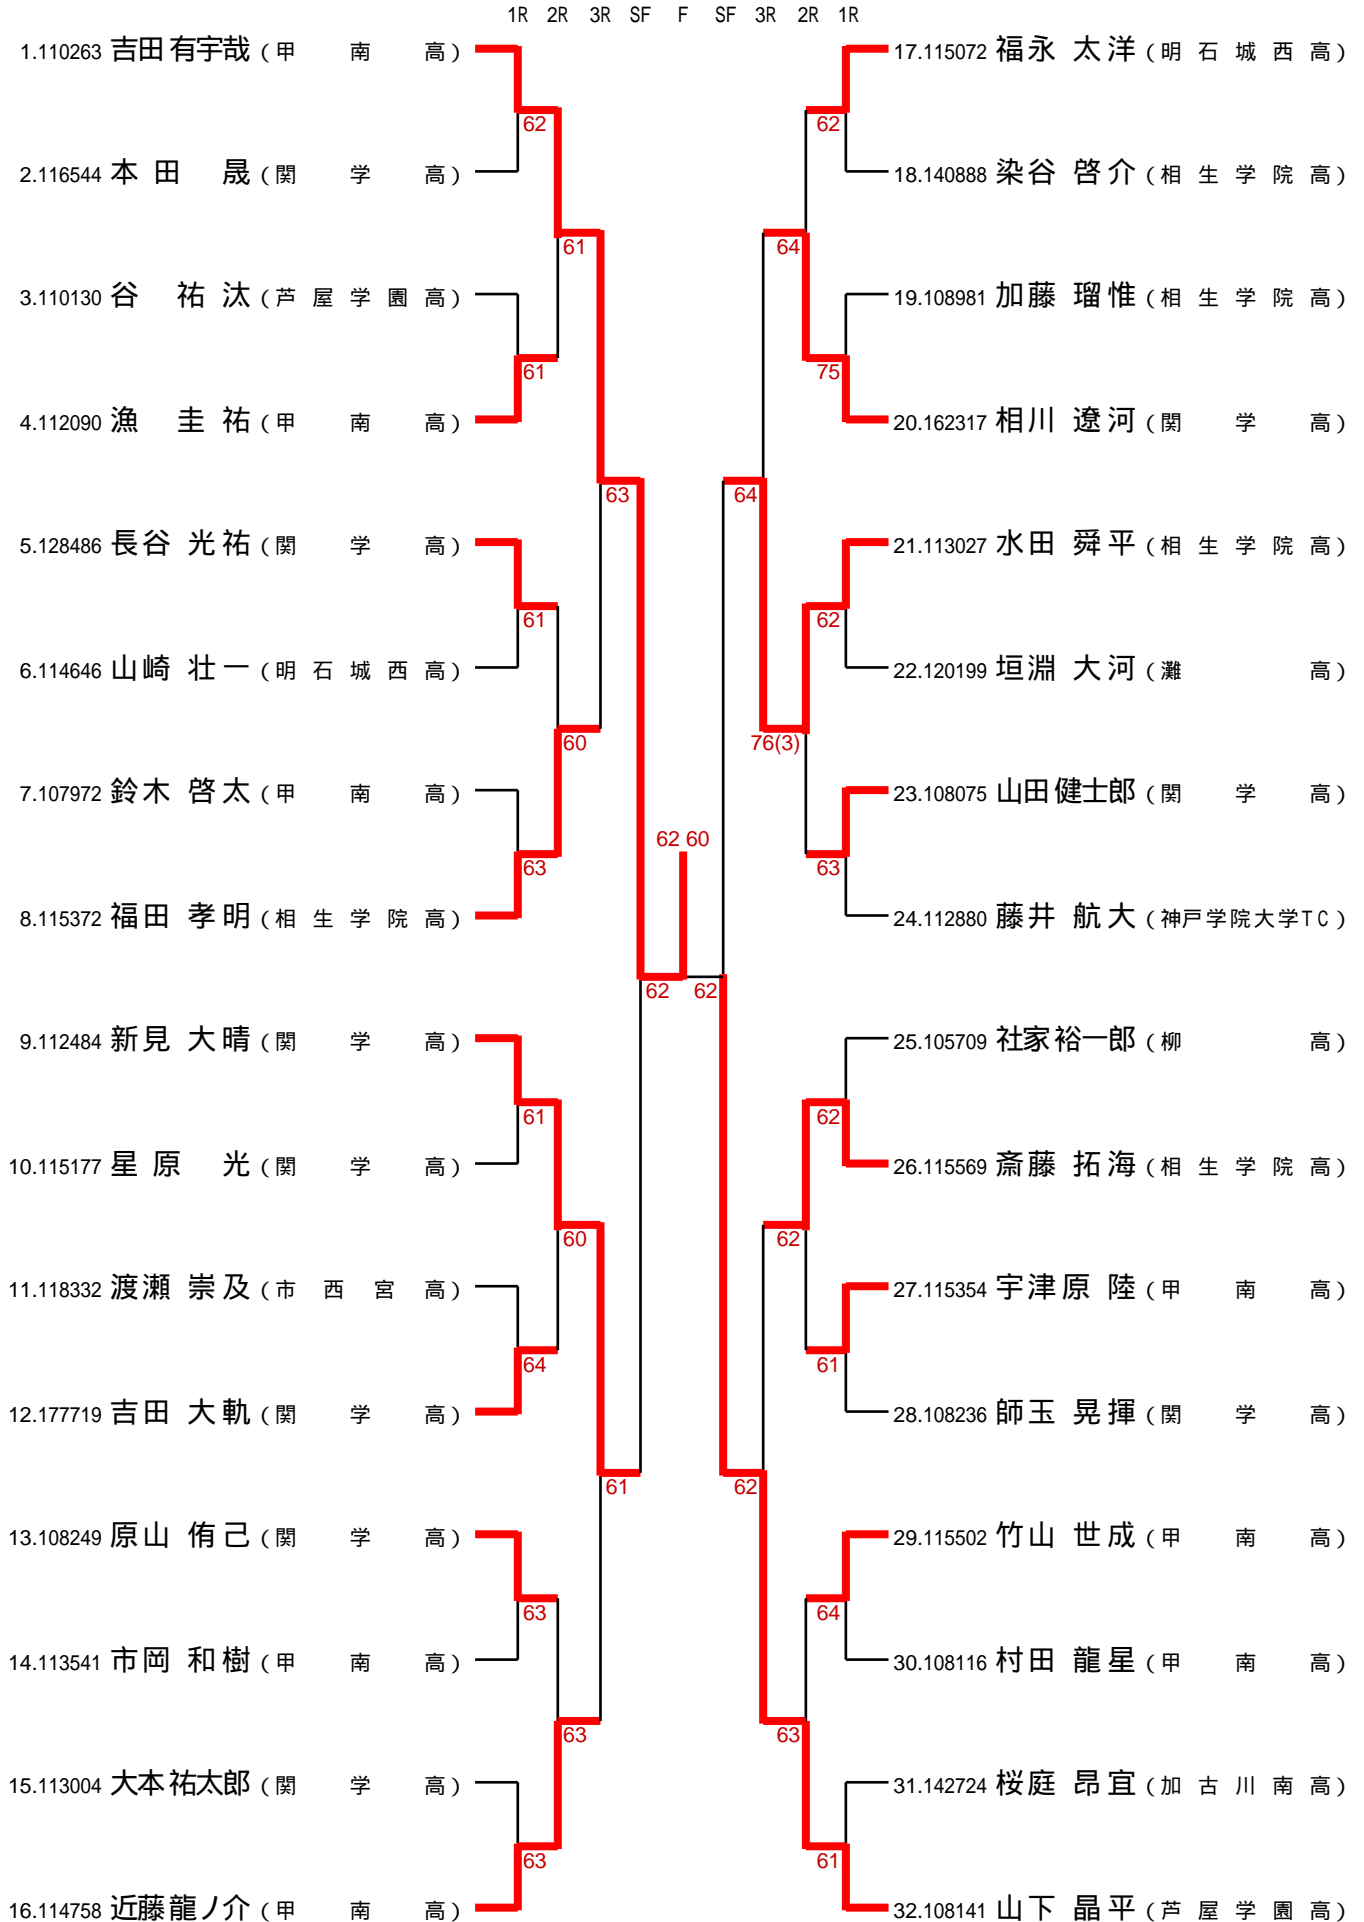 1R 2R 3R SF F SF 3R 2R 1R
1.110263 吉田 有宇哉 (甲南高)
62
2.116544 本田 晟 (関学高)
61
3.110130 谷 祐汰 (芦屋学園高)
61
4.112090 漁 圭祐 (甲南高)
63
5.128486 長谷 光祐 (関学高)
61
6.114646 山崎 壮一 (明石城西高)
60
7.107972 鈴木 啓太 (甲南高)
63
8.115372 福田 孝明 (相生学院高)
62
9.112484 新見 大晴 (関学高)
61
10.115177 星原 光 (関学高)
60
11.118332 渡瀬 崇及 (市西宮高)
64
12.177719 吉田 大軌 (関学高)
61
13.108249 原山 侑己 (関学高)
63
14.113541 市岡 和樹 (甲南高)
63
15.113004 大本 祐太郎 (関学高)
63
16.114758 近藤 龍ノ介 (甲南高)
62 60
17.115072 福永 太洋 (明石城西高)
62
18.140888 染谷 啓介 (相生学院高)
64
19.108981 加藤 瑠惟 (相生学院高)
75
20.162317 相川 遼河 (関学高)
64
21.113027 水田 舜平 (相生学院高)
62
22.120199 垣淵 大河 (灘高)
76(3)
23.108075 山田 健士郎 (関学高)
63
24.112880 藤井 航大 (神戸学院大学TC)
62
25.105709 社家 裕一郎 (柳高)
62
26.115569 斎藤 拓海 (相生学院高)
62
27.115354 宇津原 陸 (甲南高)
61
28.108236 師玉 晃揮 (関学高)
62
29.115502 竹山 世成 (甲南高)
64
30.108116 村田 龍星 (甲南高)
63
31.142724 桜庭 昂宜 (加古川南高)
61
32.108141 山下 晶平 (芦屋学園高)